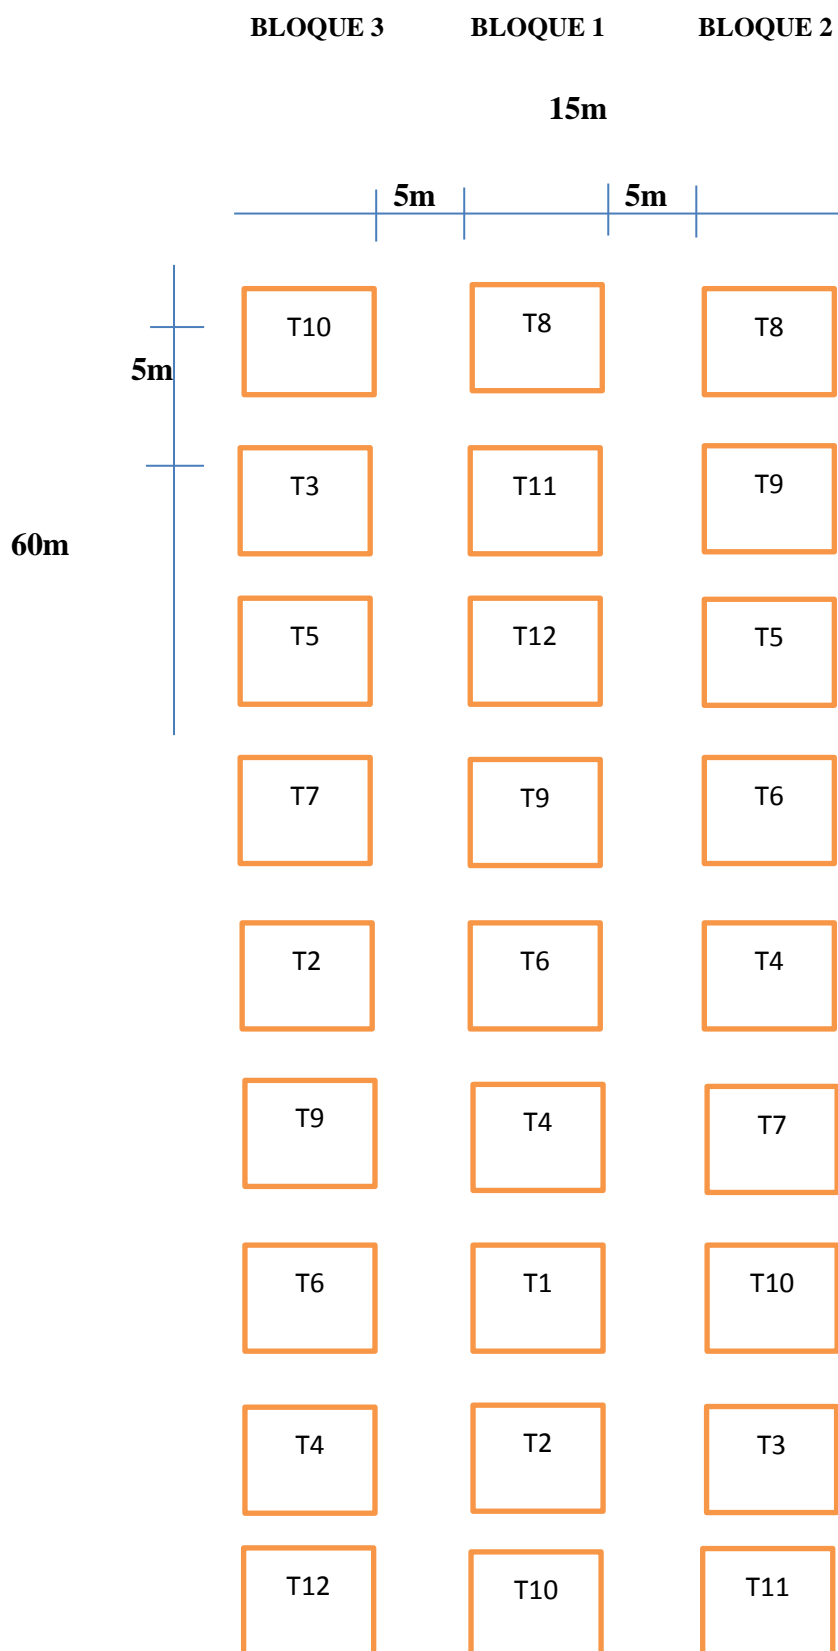 BLOQUE 3 BLOQUE 1 BLOQUE 2
15m
5m 5m
T10 T8 T8
5m
T3 T11 T9
60m
T5 T12 T5
T7 T9 T6
T2 T6 T4
T9 T4 T7
T6 T1 T10
T4 T2 T3
T12 T10 T11